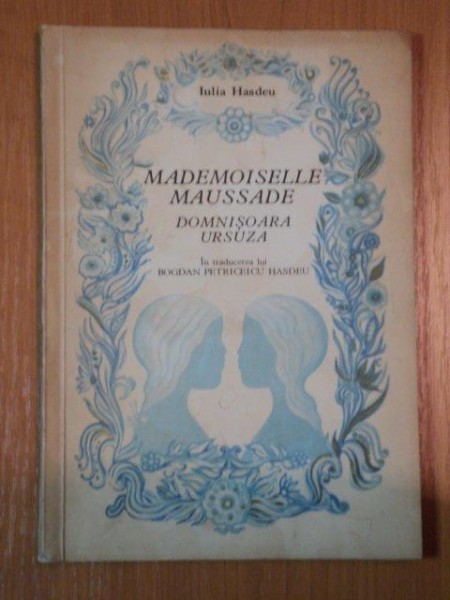 Iulia Hasdeu
MADEMOISELLE
MAUSSADE
DOMNIȘOARA
URSUZA
În traducerea lui
BOGDAN PETRICEICU HASDEU